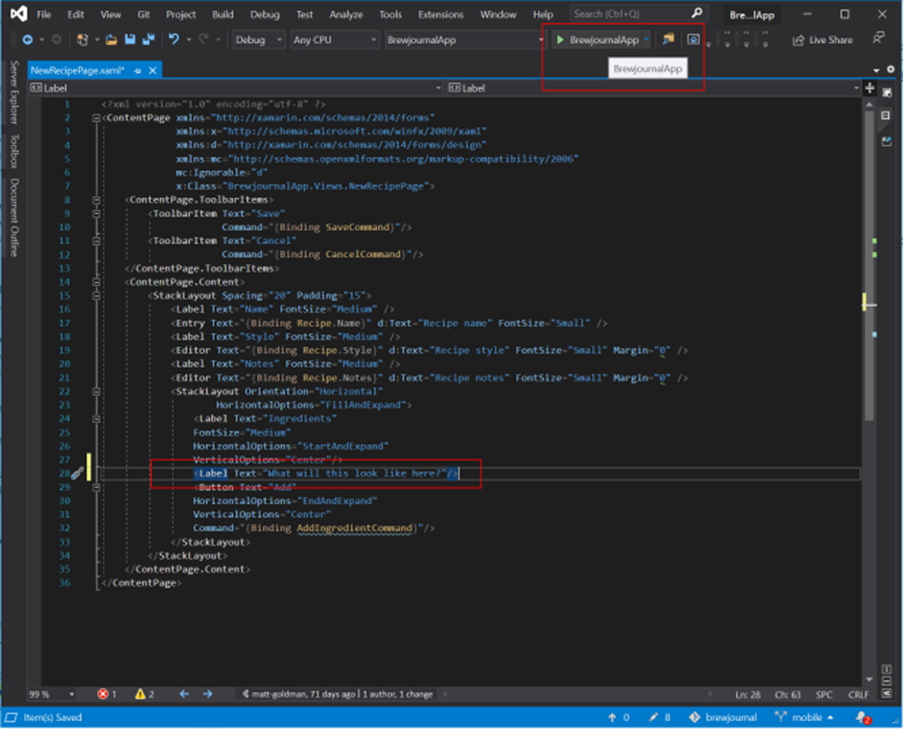 File Edit View Git Project Build Debug Test Analyze Tools Extensions Window Help Search (Ctrl+Q) Bre...lApp
Debug Any CPU BrewjournalApp BrewjournalApp Live Share
BrewjournalApp
NewRecipePage.xaml*
Server Explorer
Toolbox
Document Outline
Label Label
1 <?xml version="1.0" encoding="utf-8" ?>
2 <ContentPage xmlns="http://xamarin.com/schemas/2014/forms"
3 xmlns:x="http://schemas.microsoft.com/winfx/2009/xaml"
4 xmlns:d="http://xamarin.com/schemas/2014/forms/design"
5 xmlns:mc="http://schemas.openxmlformats.org/markup-compatibility/2006"
6 mc:Ignorable="d"
7 x:Class="BrewjournalApp.Views.NewRecipePage">
8 <ContentPage.ToolbarItems>
9 <ToolbarItem Text="Save"
10 Command="{Binding SaveCommand}"/>
11 <ToolbarItem Text="Cancel"
12 Command="{Binding CancelCommand}"/>
13 </ContentPage.ToolbarItems>
14 <ContentPage.Content>
15 <StackLayout Spacing="20" Padding="15">
16 <Label Text="Name" FontSize="Medium" />
17 <Entry Text="{Binding Recipe.Name}" d:Text="Recipe name" FontSize="Small" />
18 <Label Text="Style" FontSize="Medium" />
19 <Editor Text="{Binding Recipe.Style}" d:Text="Recipe style" FontSize="Small" Margin="0" />
20 <Label Text="Notes" FontSize="Medium" />
21 <Editor Text="{Binding Recipe.Notes}" d:Text="Recipe notes" FontSize="Small" Margin="0" />
22 <StackLayout Orientation="Horizontal"
23 HorizontalOptions="FillAndExpand">
24 <Label Text="Ingredients"
25 FontSize="Medium"
26 HorizontalOptions="StartAndExpand"
27 VerticalOptions="Center"/>
28 <Label Text="What will this look like here?"/>
29 <Button Text="Add"
30 HorizontalOptions="EndAndExpand"
31 VerticalOptions="Center"
32 Command="{Binding AddIngredientCommand}"/>
33 </StackLayout>
34 </StackLayout>
35 </ContentPage.Content>
36 </ContentPage>
99 % 1 2 matt-goldman, 71 days ago | 1 author, 1 change Ln: 28 Ch: 63 SPC CRLF
Item(s) Saved 0 8 brewjournal mobile 2